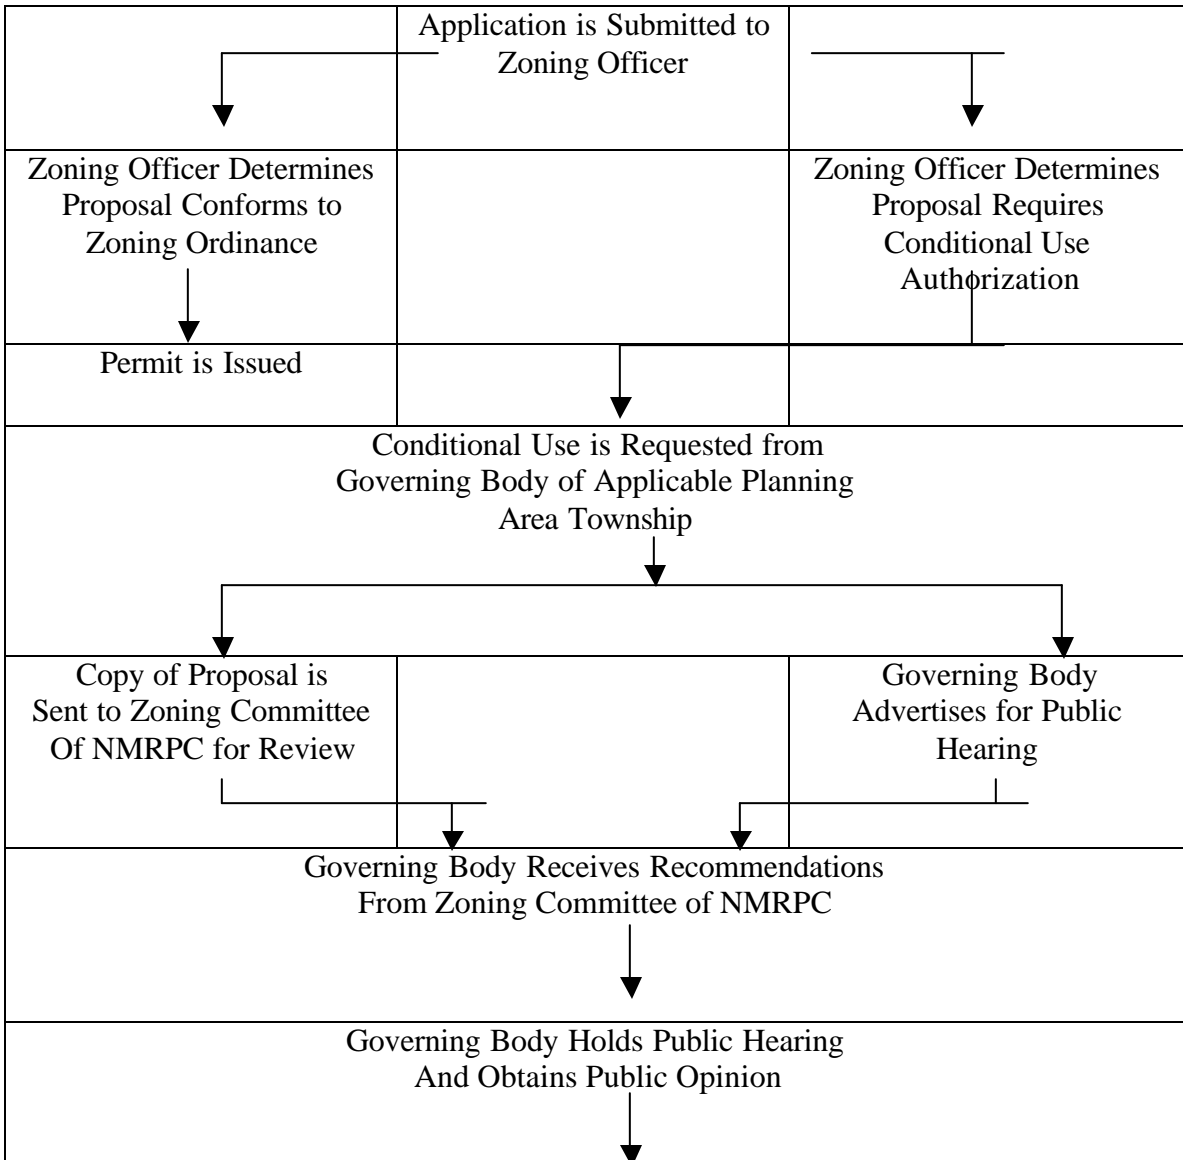 Application is Submitted to
Zoning Officer
Zoning Officer Determines
Proposal Conforms to
Zoning Ordinance
Zoning Officer Determines
Proposal Requires
Conditional Use
Authorization
Permit is Issued
Conditional Use is Requested from
Governing Body of Applicable Planning
Area Township
Copy of Proposal is
Sent to Zoning Committee
Of NMRPC for Review
Governing Body
Advertises for Public
Hearing
Governing Body Receives Recommendations
From Zoning Committee of NMRPC
Governing Body Holds Public Hearing
And Obtains Public Opinion